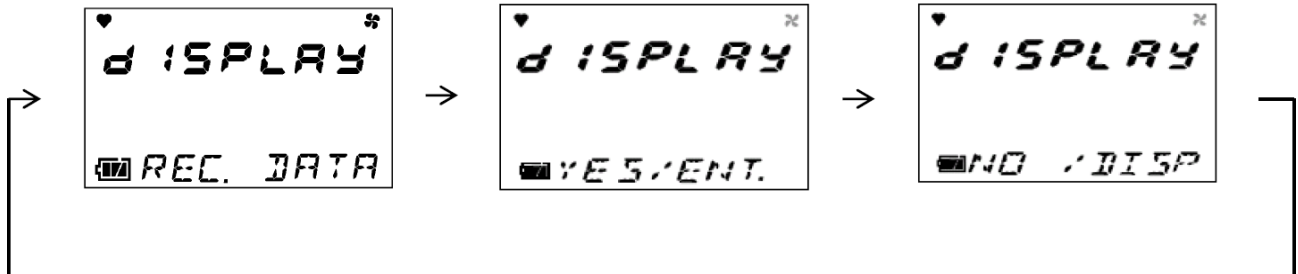 dISPLAY
REC. DATA
dISPLAY
YES/ENT.
dISPLAY
NO /DISP